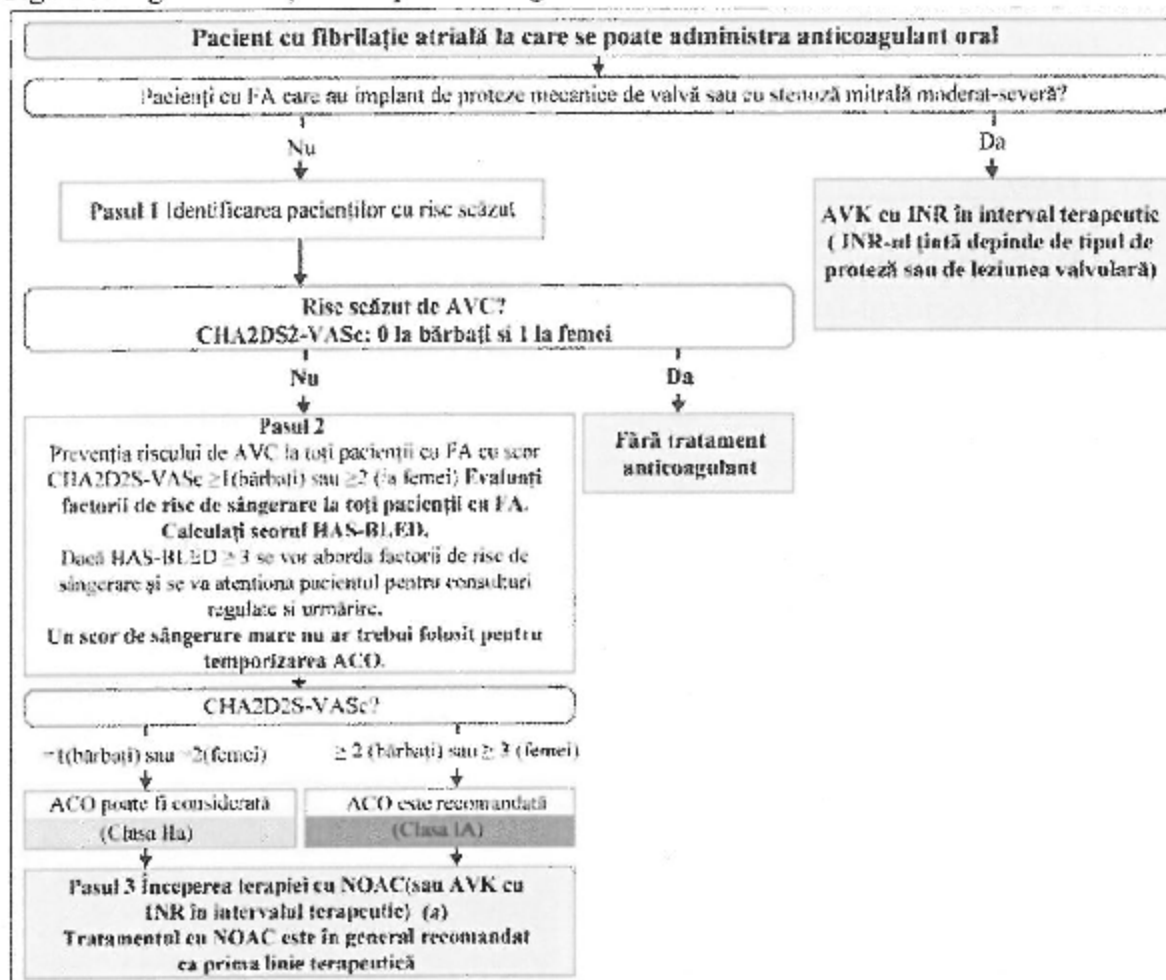 Pacient cu fibrilație atrială la care se poate administra anticoagulant oral
Pacienți cu FA care au implant de proteze mecanice de valvă sau cu stenoză mitrală moderat-severă?
Nu
Da
Pasul 1 Identificarea pacienților cu risc scăzut
AVK cu INR în interval terapeutic
( INR-ul țintă depinde de tipul de
proteză sau de leziunea valvulară)
Risc scăzut de AVC?
CHA2DS2-VASc: 0 la bărbați si 1 la femei
Nu
Da
Pasul 2
Prevenția riscului de AVC la toți pacienții cu FA cu scor
CHA2D2S-VASc ≥1(bărbați) sau ≥2 (la femei) Evaluați
factorii de risc de sângerare la toți pacienții cu FA.
Calculați scorul HAS-BLED.
Dacă HAS-BLED ≥ 3 se vor aborda factorii de risc de
sângerare și se va atentiona pacientul pentru consulturi
regulate si urmărire.
Un scor de sângerare mare nu ar trebui folosit pentru
temporizarea ACO.
Fără tratament
anticoagulant
CHA2D2S-VASc?
=1(bărbați) sau =2(femei)
≥ 2 (bărbați) sau ≥ 3 (femei)
ACO poate fi considerată
(Clasa IIa)
ACO este recomandată
(Clasa IA)
Pasul 3 Începerea terapiei cu NOAC(sau AVK cu
INR în intervalul terapeutic) (a)
Tratamentul cu NOAC este în general recomandat
ca prima linie terapeutică